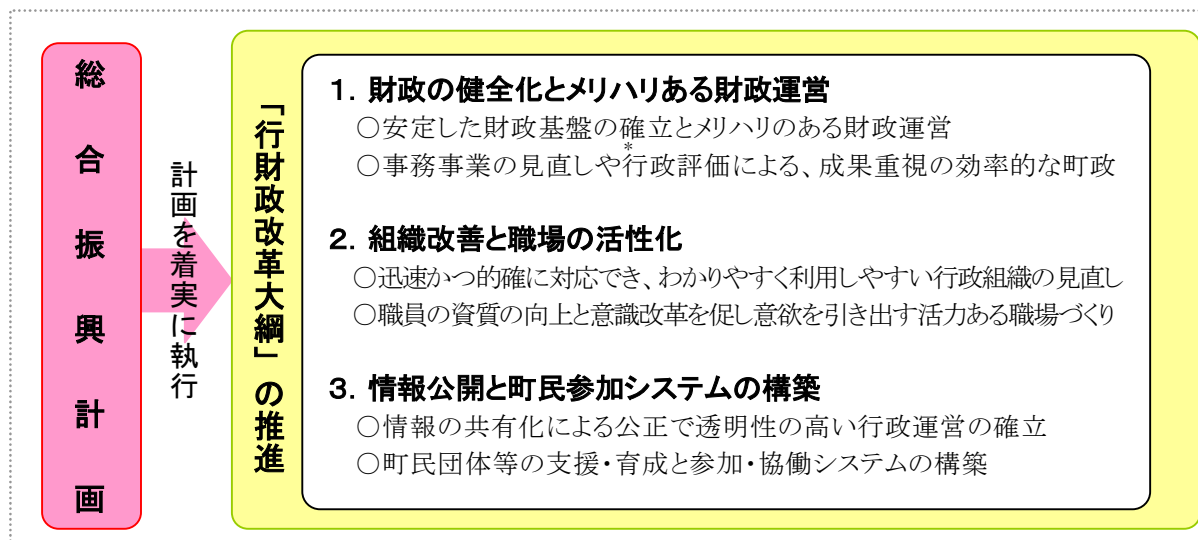 総合振興計画
計画を着実に執行
「行財政改革大綱」の推進
１．財政の健全化とメリハリある財政運営
○安定した財政基盤の確立とメリハリのある財政運営
*
○事務事業の見直しや行政評価による、成果重視の効率的な町政
２．組織改善と職場の活性化
○迅速かつ的確に対応でき、わかりやすく利用しやすい行政組織の見直し
○職員の資質の向上と意識改革を促し意欲を引き出す活力ある職場づくり
３．情報公開と町民参加システムの構築
○情報の共有化による公正で透明性の高い行政運営の確立
○町民団体等の支援・育成と参加・協働システムの構築